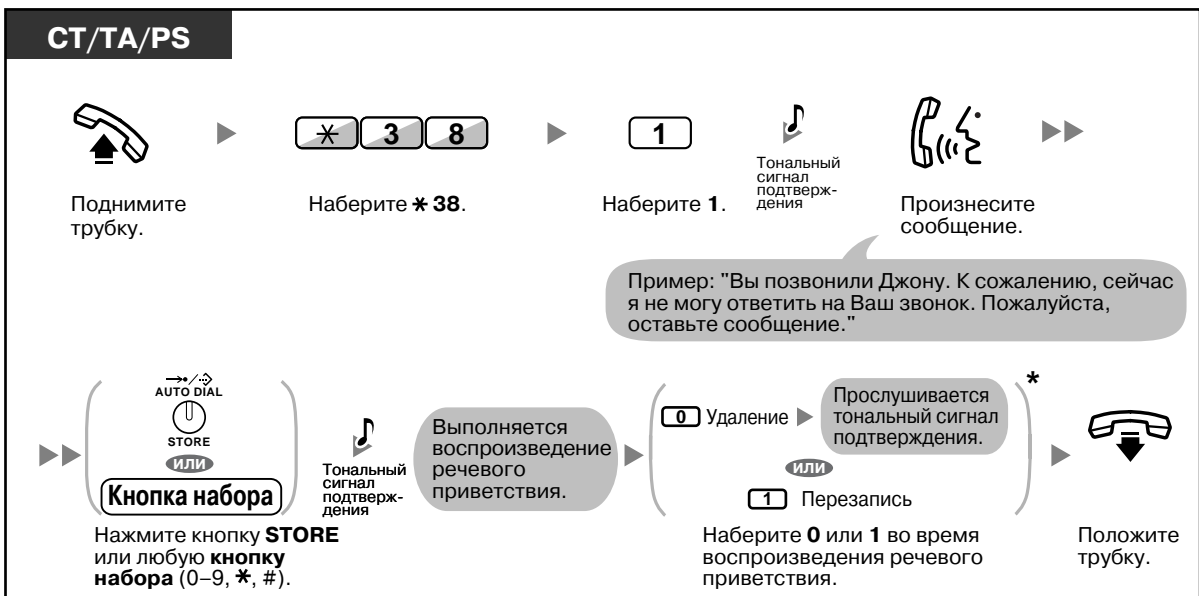 CT/TA/PS
✳ 3 8
1
Тональный
сигнал
подтверж-
дения
Поднимите
трубку.
Наберите ✳ 38.
Наберите 1.
Произнесите
сообщение.
Пример: "Вы позвонили Джону. К сожалению, сейчас
я не могу ответить на Ваш звонок. Пожалуйста,
оставьте сообщение."
AUTO DIAL
STORE
ИЛИ
Кнопка набора
Нажмите кнопку STORE
или любую кнопку
набора (0–9, ✳, #).
Тональный
сигнал
подтверж-
дения
Выполняется
воспроизведение
речевого
приветствия.
0 Удаление
Прослушивается
тональный сигнал
подтверждения.
*
ИЛИ
1 Перезапись
Наберите 0 или 1 во время
воспроизведения речевого
приветствия.
Положите
трубку.